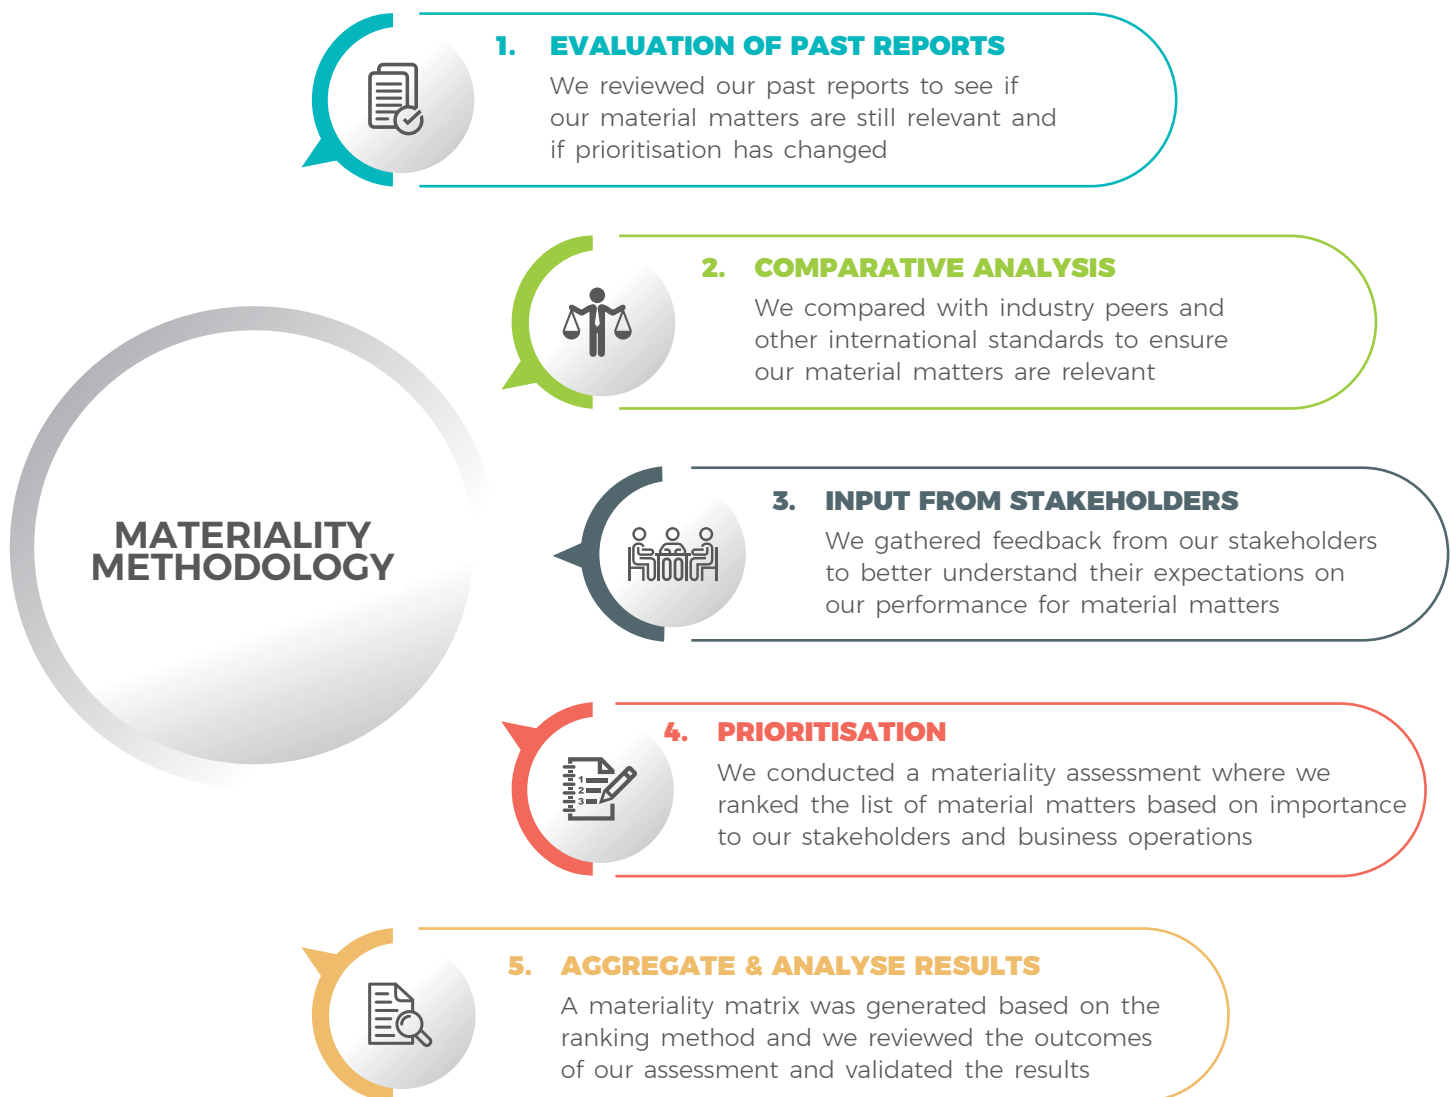 1. EVALUATION OF PAST REPORTS
We reviewed our past reports to see if
our material matters are still relevant and
if prioritisation has changed
2. COMPARATIVE ANALYSIS
We compared with industry peers and
other international standards to ensure
our material matters are relevant
MATERIALITY
METHODOLOGY
3. INPUT FROM STAKEHOLDERS
We gathered feedback from our stakeholders
to better understand their expectations on
our performance for material matters
4. PRIORITISATION
We conducted a materiality assessment where we
ranked the list of material matters based on importance
to our stakeholders and business operations
1
2
3
5. AGGREGATE & ANALYSE RESULTS
A materiality matrix was generated based on the
ranking method and we reviewed the outcomes
of our assessment and validated the results